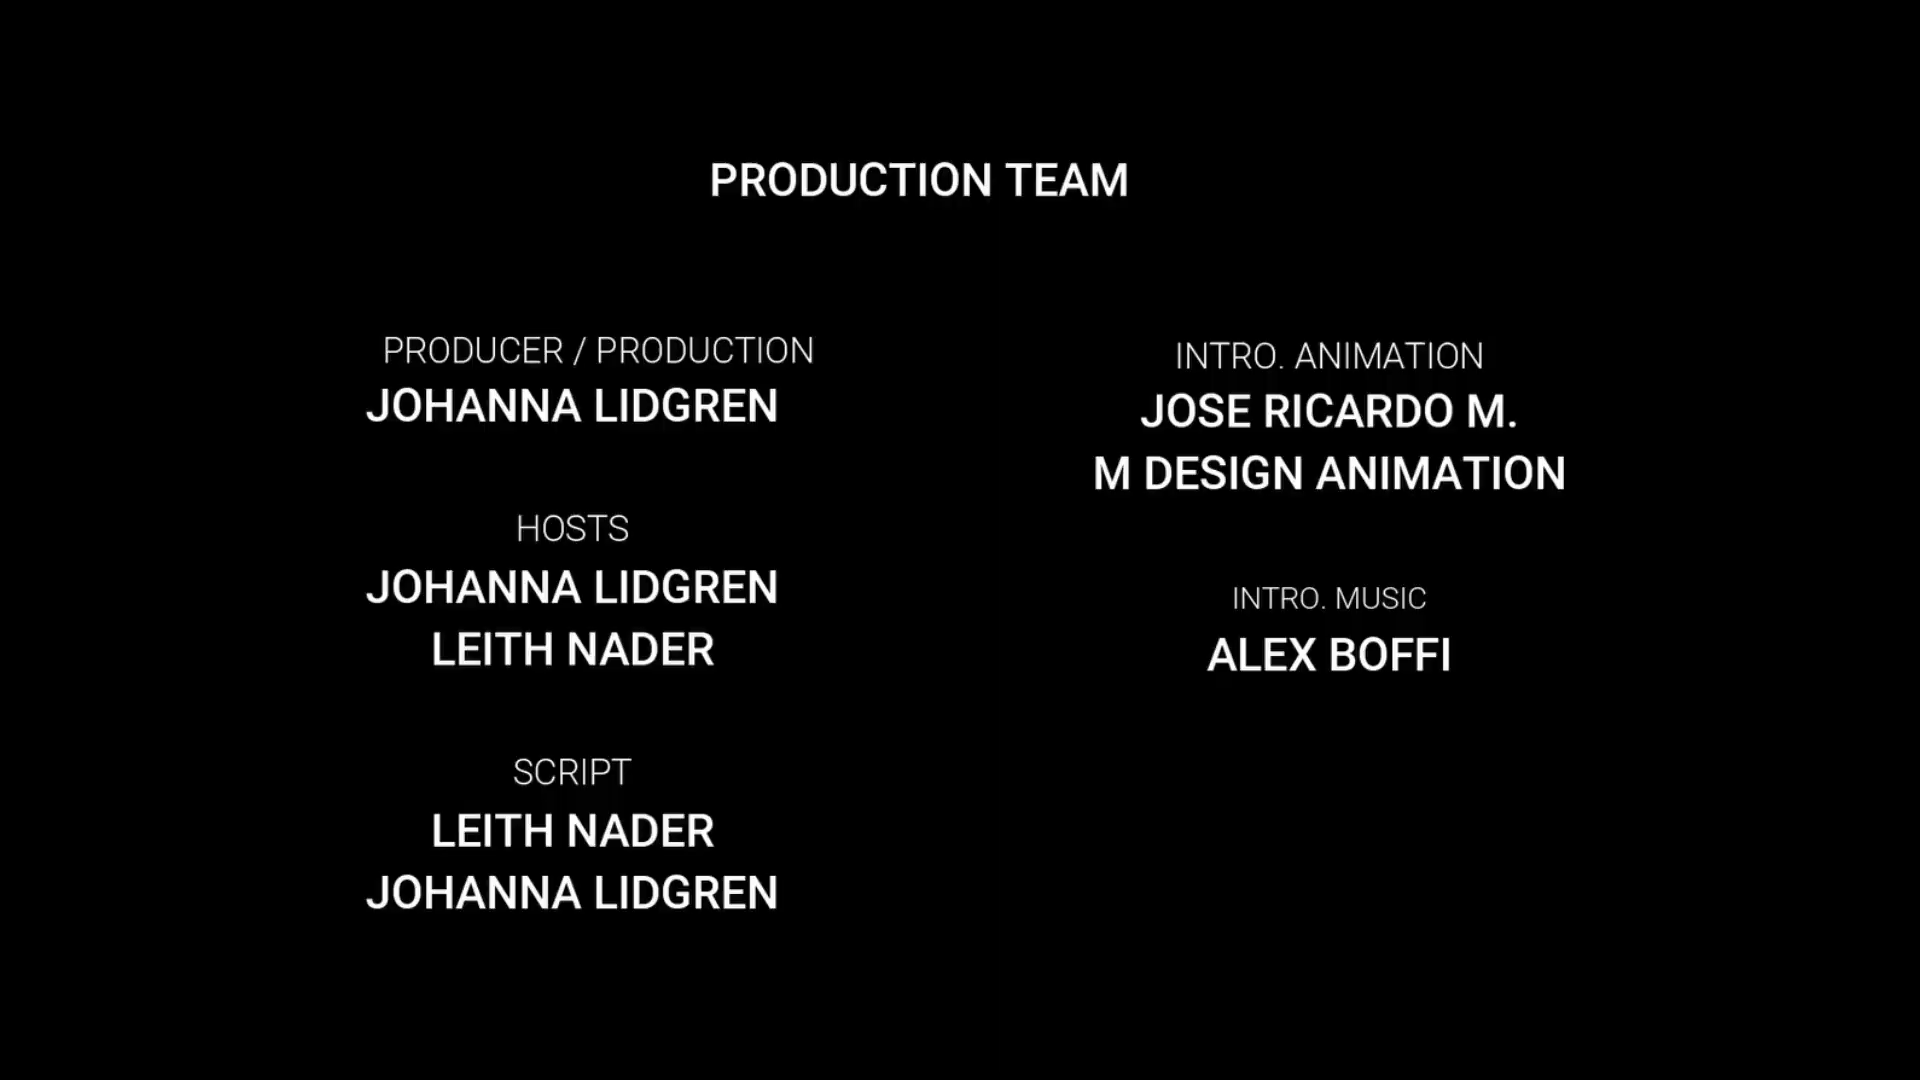 PRODUCTION TEAM
PRODUCER / PRODUCTION
JOHANNA LIDGREN
HOSTS
JOHANNA LIDGREN
LEITH NADER
SCRIPT
LEITH NADER
JOHANNA LIDGREN
INTRO. ANIMATION
JOSE RICARDO M.
M DESIGN ANIMATION
INTRO. MUSIC
ALEX BOFFI